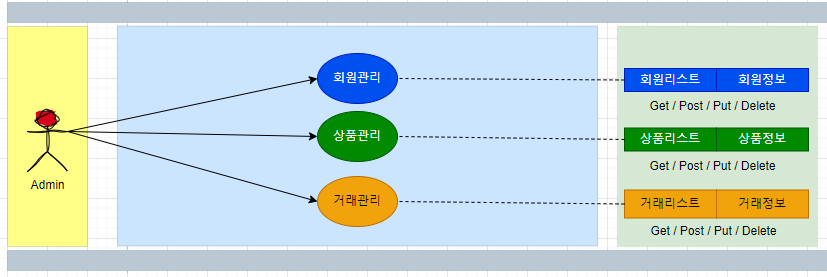 회원관리
회원리스트 회원정보
Get / Post / Put / Delete
상품관리
상품리스트 상품정보
Get / Post / Put / Delete
Admin
거래관리
거래리스트 거래정보
Get / Post / Put / Delete